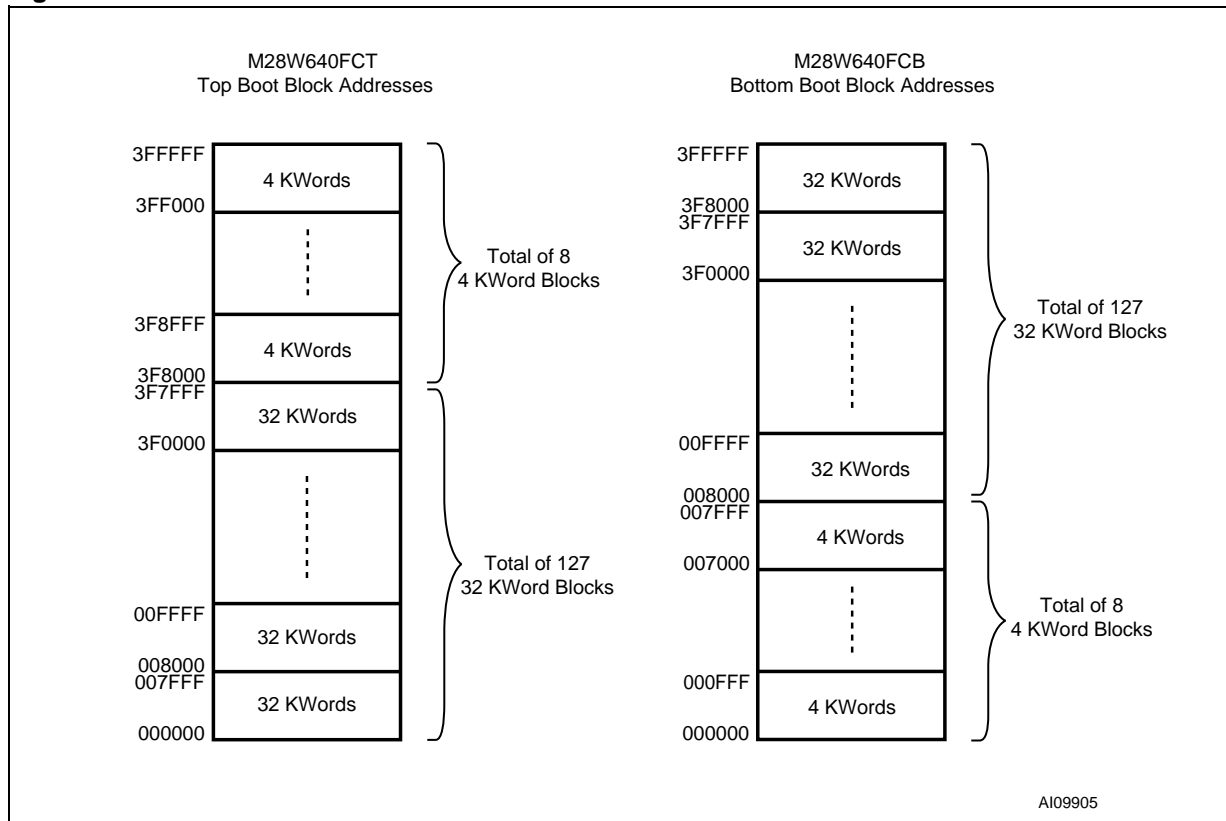 M28W640FCT
Top Boot Block Addresses
3FFFFF
4 KWords
3FF000
Total of 8
4 KWord Blocks
3F8FFF
4 KWords
3F8000
3F7FFF
32 KWords
3F0000
Total of 127
32 KWord Blocks
00FFFF
32 KWords
008000
007FFF
32 KWords
000000
M28W640FCB
Bottom Boot Block Addresses
3FFFFF
32 KWords
3F8000
3F7FFF
32 KWords
3F0000
Total of 127
32 KWord Blocks
00FFFF
32 KWords
008000
007FFF
4 KWords
007000
Total of 8
4 KWord Blocks
000FFF
4 KWords
000000
AI09905